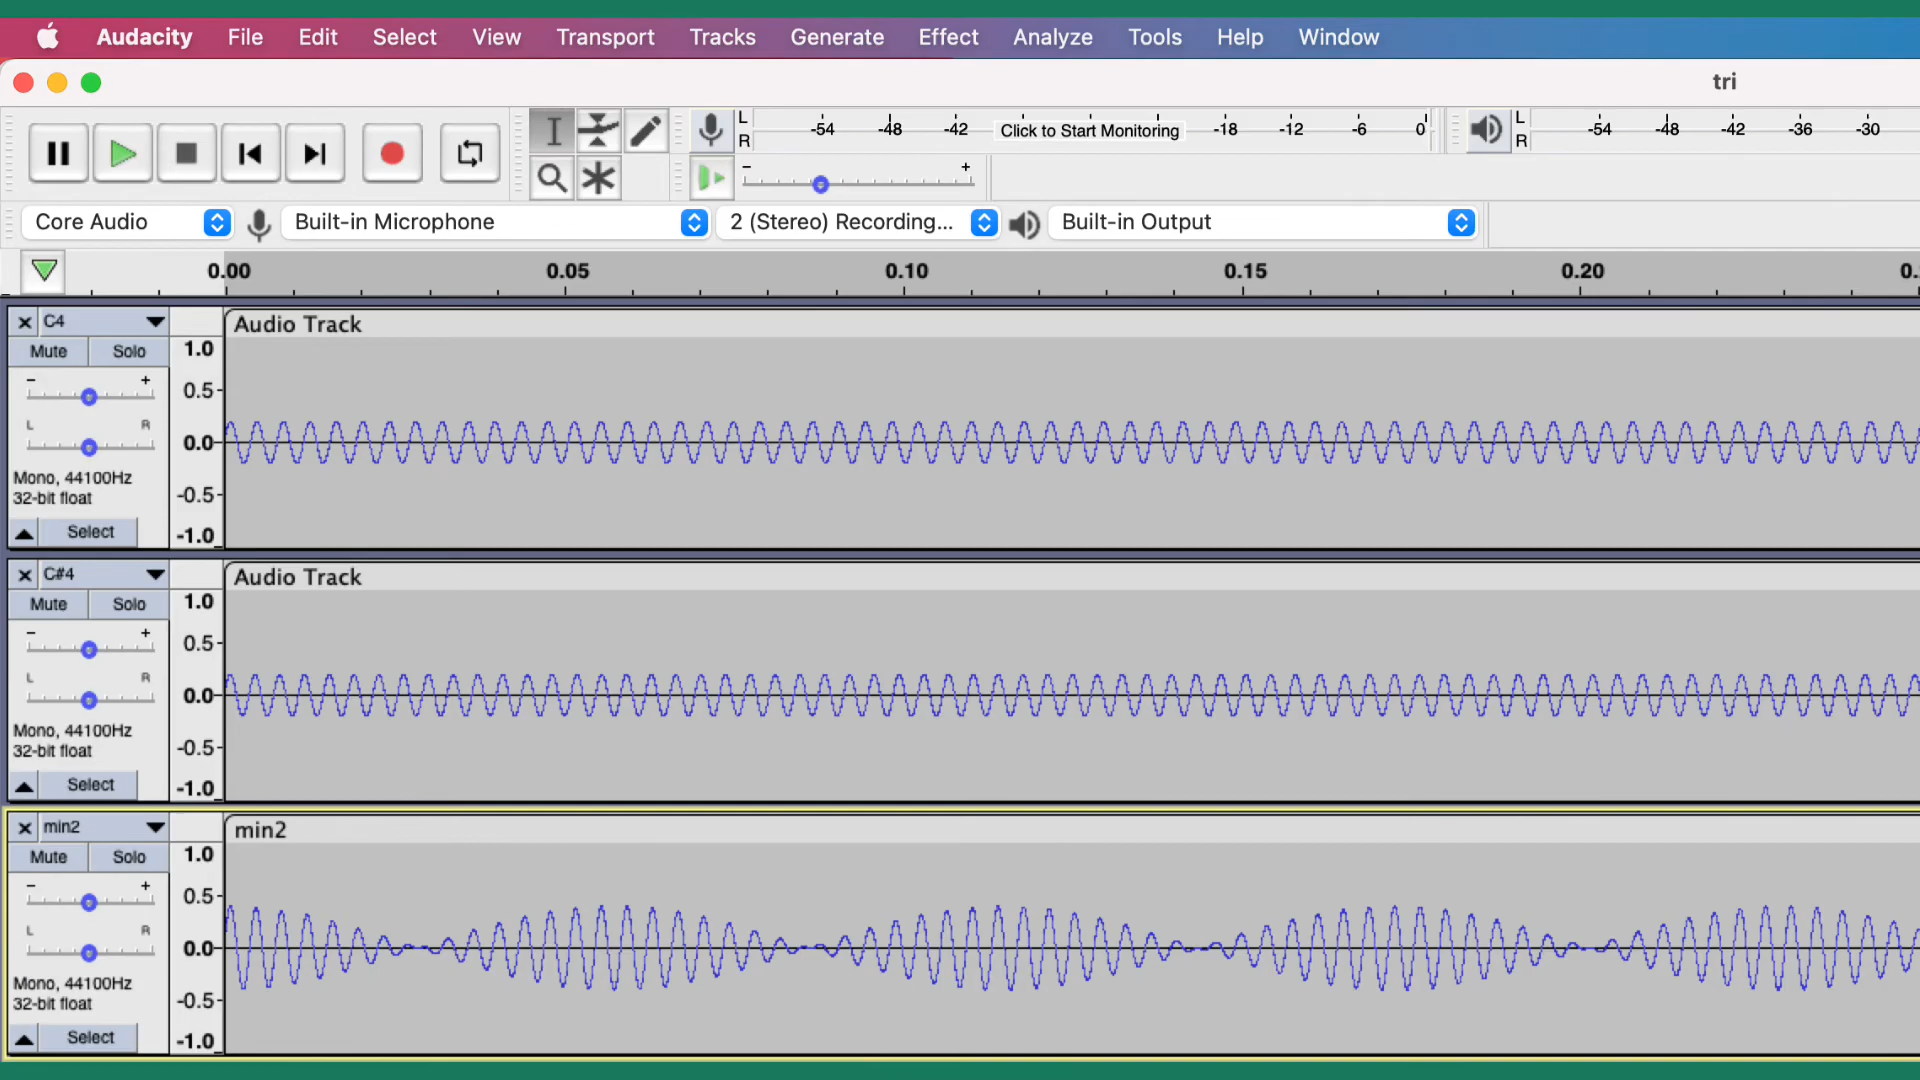 Audacity File Edit Select View Transport Tracks Generate Effect Analyze Tools Help Window
tri
L -54 -48 -42 Click to Start Monitoring -18 -12 -6 0 L -54 -48 -42 -36 -30
R R
- +
Core Audio Built-in Microphone 2 (Stereo) Recording... Built-in Output
0.00 0.05 0.10 0.15 0.20 0.
C4 Audio Track
Mute Solo 1.0
- + 0.5
L R 0.0
Mono, 44100Hz
32-bit float -0.5
Select -1.0
C#4 Audio Track
Mute Solo 1.0
- + 0.5
L R 0.0
Mono, 44100Hz
32-bit float -0.5
Select -1.0
min2 min2
Mute Solo 1.0
- + 0.5
L R 0.0
Mono, 44100Hz
32-bit float -0.5
Select -1.0